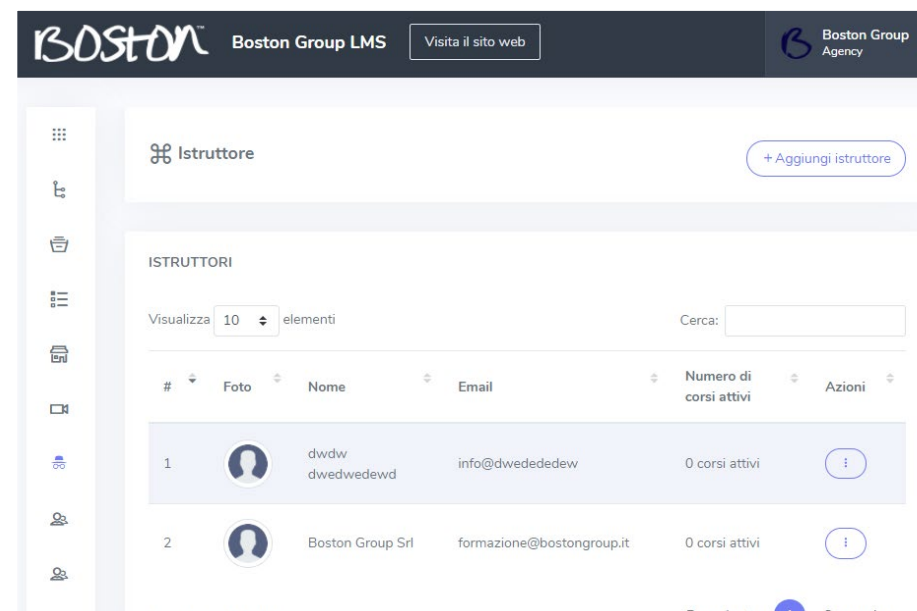 BOSTON™ Boston Group LMS Visita il sito web Boston Group
Agency
Istruttore + Aggiungi istruttore
ISTRUTTORI
Visualizza 10 elementi Cerca:
# Foto Nome Email Numero di
corsi attivi Azioni
1 dwdw
dwedwedewd info@dwedededew 0 corsi attivi
2 Boston Group Srl formazione@bostongroup.it 0 corsi attivi